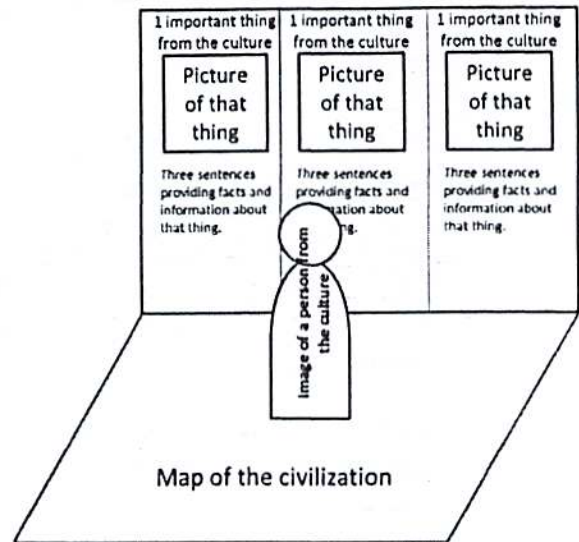 1 important thing
from the culture
Picture
of that
thing
Three sentences
providing facts and
information about
that thing.
1 important thing
from the culture
Picture
of that
thing
Three sentences
providing facts and
mation about
ng.
1 important thing
from the culture
Picture
of that
thing
Three sentences
providing facts and
information about
that thing.
Image of a person from
the culture
Map of the civilization